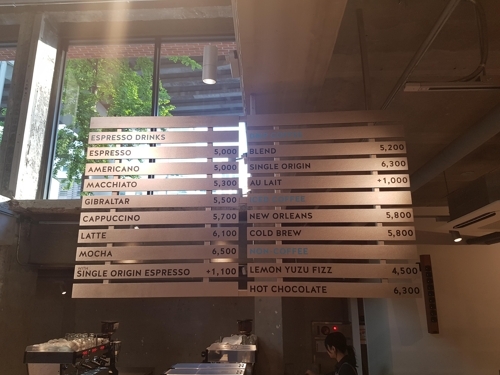 ESPRESSO DRINKS
ESPRESSO 5,000
AMERICANO 5,000
MACCHIATO 5,300
GIBRALTAR 5,500
CAPPUCCINO 5,700
LATTE 6,100
MOCHA 6,500
SINGLE ORIGIN ESPRESSO +1,100
BLEND 5,200
SINGLE ORIGIN 6,300
AU LAIT +1,000
NEW ORLEANS 5,800
COLD BREW 5,800
NON-COFFEE
LEMON YUZU FIZZ 4,500
HOT CHOCOLATE 6,300